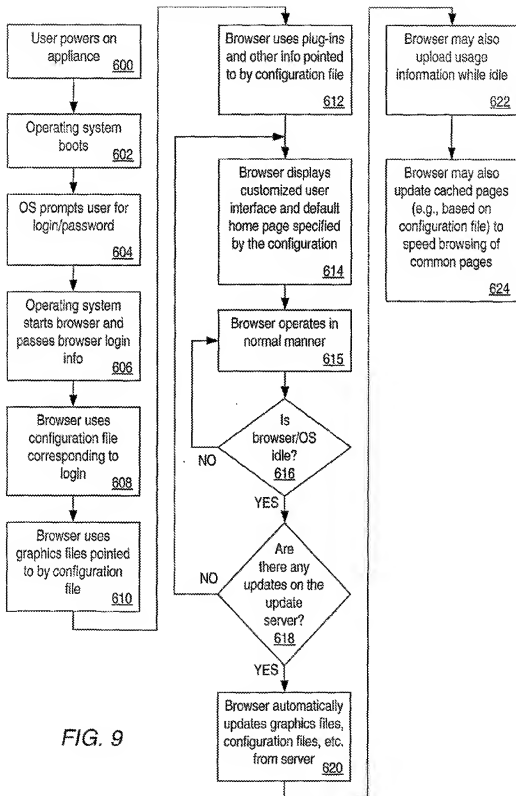 User powers on
appliance
600
Operating system
boots
602
OS prompts user for
login/password
604
Operating system
starts browser and
passes browser login
info
606
Browser uses
configuration file
corresponding to
login
608
Browser uses
graphics files pointed
to by configuration
file
610
Browser uses plug-ins
and other info pointed
to by configuration file
612
Browser displays
customized user
interface and default
home page specified
by the configuration
614
Browser operates in
normal manner
615
Is
browser/OS
idle?
616
NO
YES
Are
there any
updates on the
update
server?
618
NO
YES
Browser automatically
updates graphics files,
configuration files, etc.
from server
620
Browser may also
upload usage
information while idle
622
Browser may also
update cached pages
(e.g., based on
configuration file) to
speed browsing of
common pages
624
FIG. 9